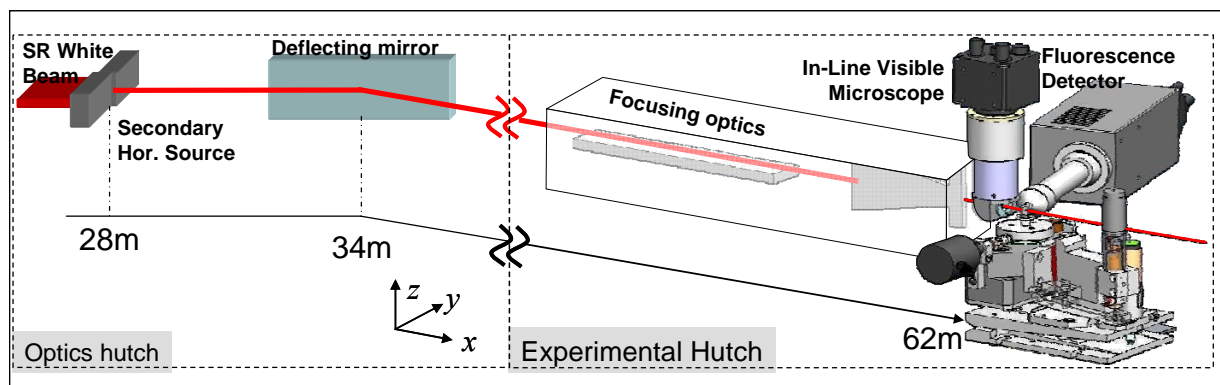 SR White
Beam
Deflecting mirror
Secondary
Hor. Source
Focusing optics
In-Line Visible
Microscope
Fluorescence
Detector
28m
34m
62m
z
y
x
Optics hutch
Experimental Hutch